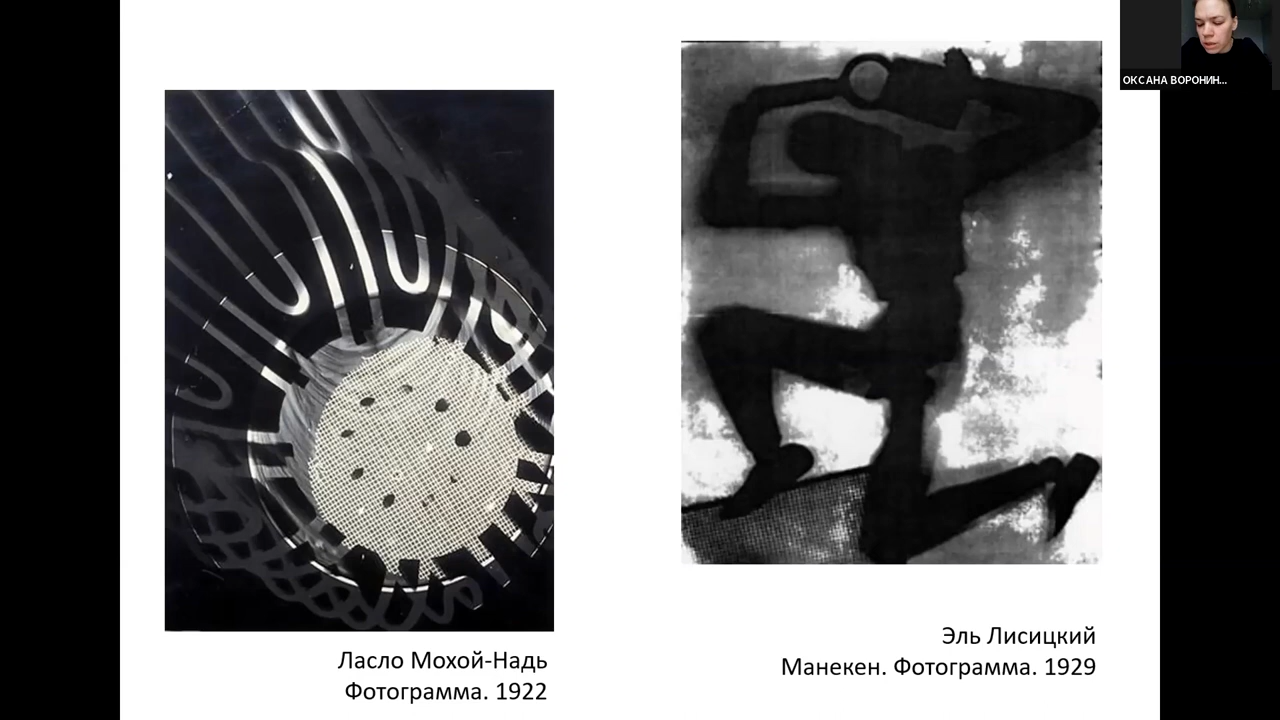 ОКСАНА ВОРОНИН...
Ласло Мохой-Надь
Фотограмма. 1922
Эль Лисицкий
Манекен. Фотограмма. 1929